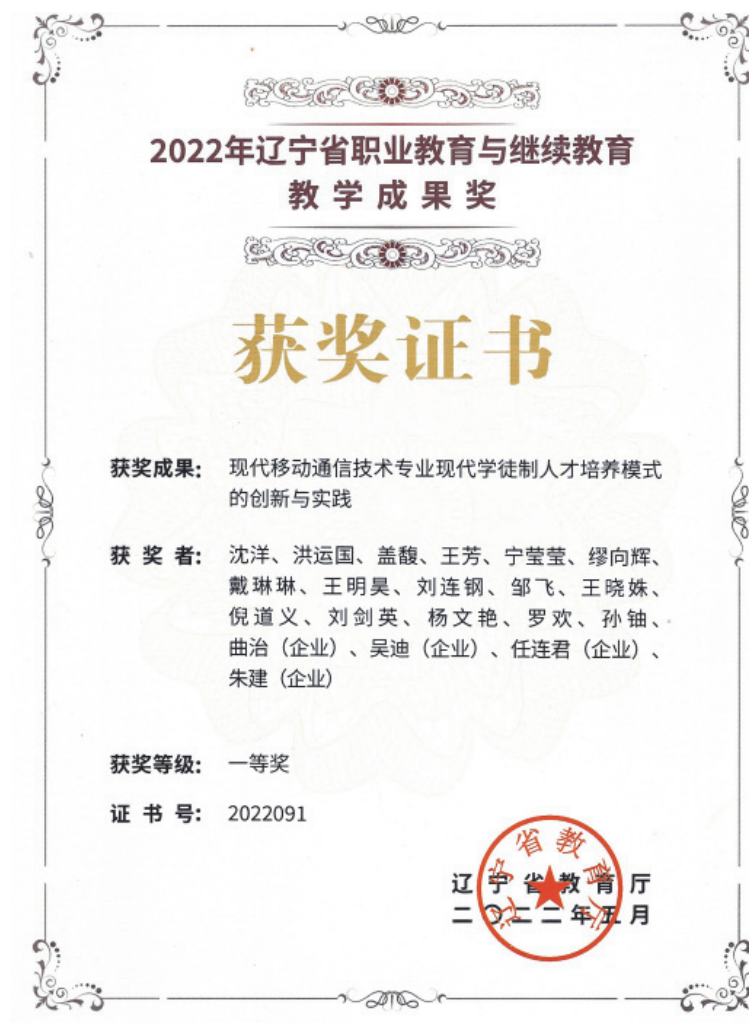 2022年辽宁省职业教育与继续教育
教学成果奖
获奖证书
获奖成果: 现代移动通信技术专业现代学徒制人才培养模式
的创新与实践
获奖者: 沈洋、洪运国、盖馥、王芳、宁莹莹、缪向辉、
戴琳琳、王明昊、刘连钢、邹飞、王晓姝、
倪道义、刘剑英、杨文艳、罗欢、孙铀、
曲治（企业）、吴迪（企业）、任连君（企业）、
朱建（企业）
获奖等级: 一等奖
证书号: 2022091
辽宁省教育厅
二〇二二年五月
辽宁省教育厅